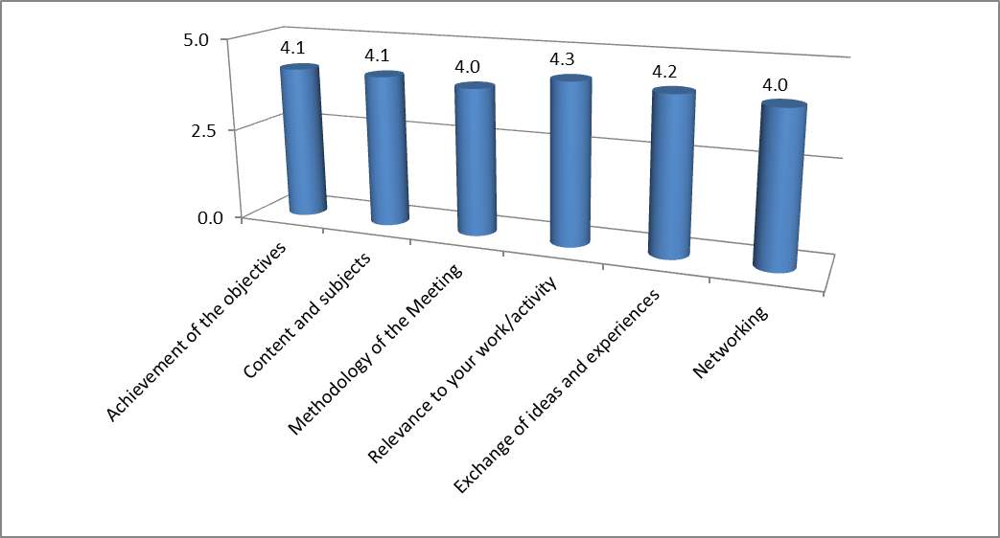 5.0
2.5
0.0
4.1
4.1
4.0
4.3
4.2
4.0
Achievement of the objectives
Content and subjects
Methodology of the Meeting
Relevance to your work/activity
Exchange of ideas and experiences
Networking